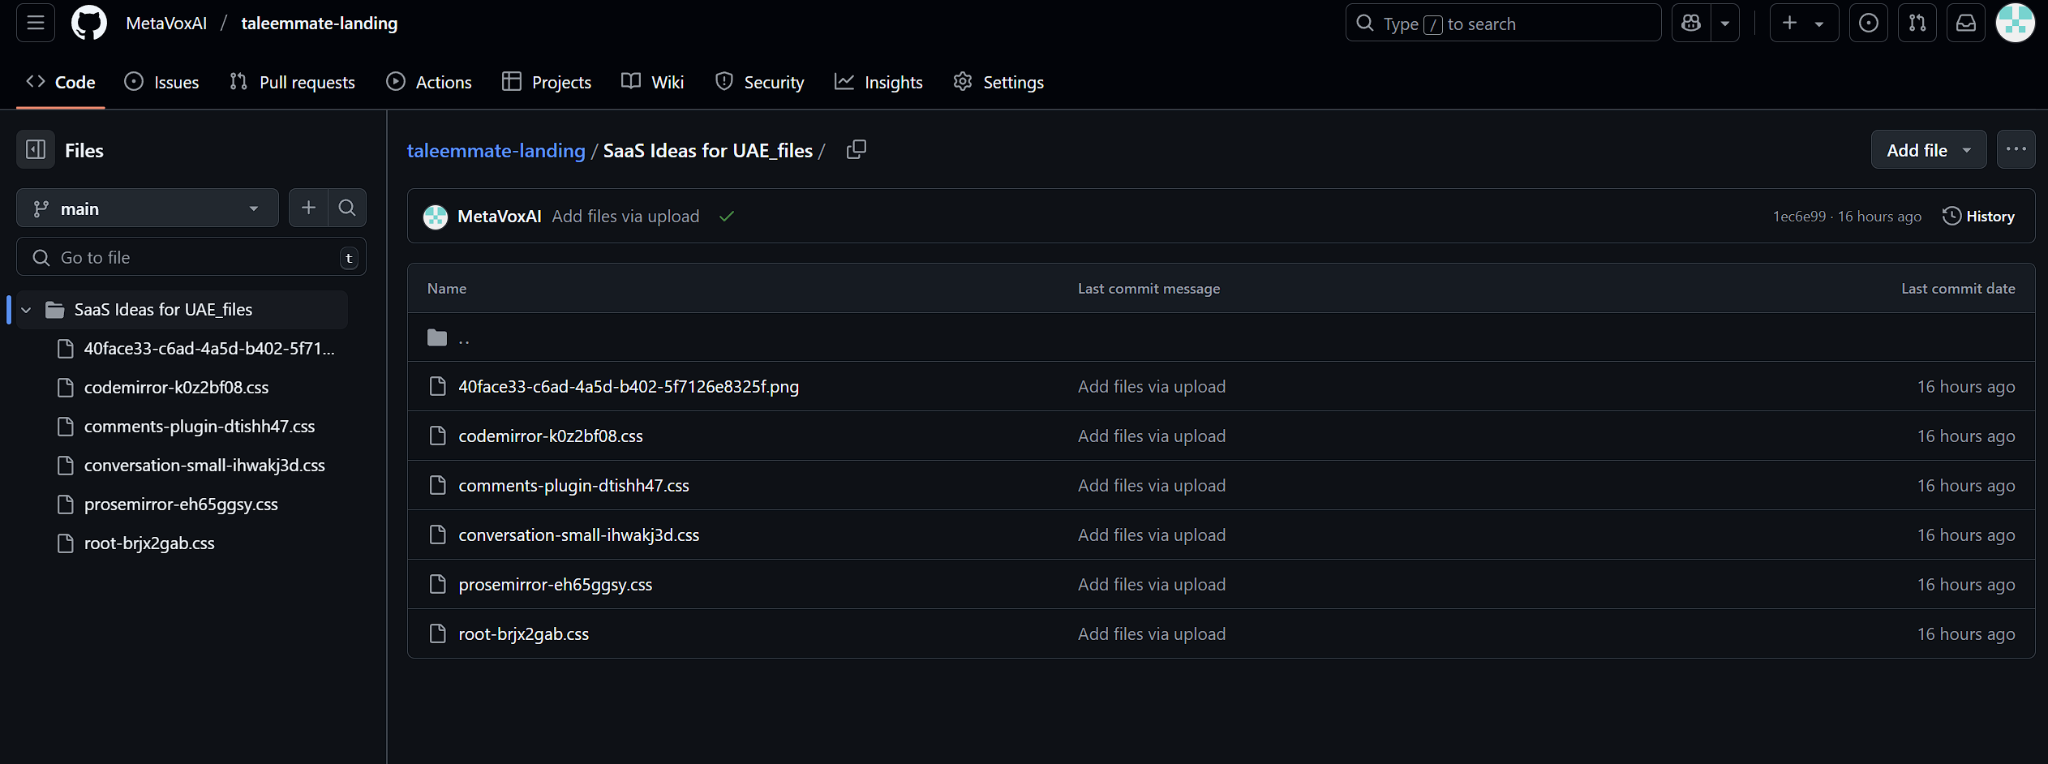 MetaVoxAI / taleemmate-landing
Type / to search
Code Issues Pull requests Actions Projects Wiki Security Insights Settings
Files
main
Go to file t
SaaS Ideas for UAE_files
40face33-c6ad-4a5d-b402-5f71...
codemirror-k0z2bf08.css
comments-plugin-dtishh47.css
conversation-small-ihwakj3d.css
prosemirror-eh65ggsy.css
root-brjx2gab.css
taleemmate-landing / SaaS Ideas for UAE_files /
Add file ...
MetaVoxAI Add files via upload 1ec6e99 · 16 hours ago History
Name Last commit message Last commit date
..
40face33-c6ad-4a5d-b402-5f7126e8325f.png Add files via upload 16 hours ago
codemirror-k0z2bf08.css Add files via upload 16 hours ago
comments-plugin-dtishh47.css Add files via upload 16 hours ago
conversation-small-ihwakj3d.css Add files via upload 16 hours ago
prosemirror-eh65ggsy.css Add files via upload 16 hours ago
root-brjx2gab.css Add files via upload 16 hours ago